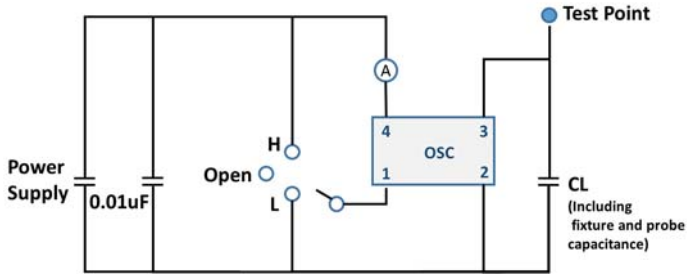 Test Point
A
4 3
OSC
1 2
H
Open
L
Power
Supply
0.01uF
CL
(Including
fixture and probe
capacitance)